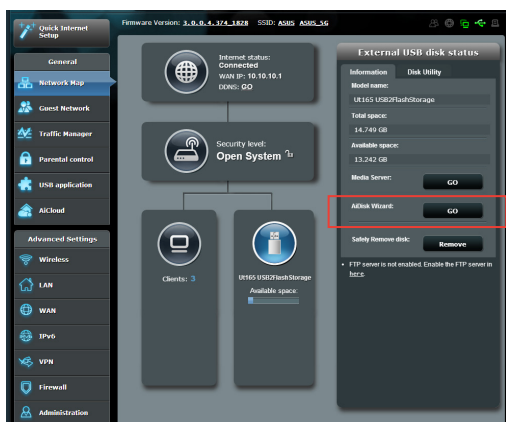 Quick Internet
Setup
Firmware Version: 3.0.0.4.374_1828 SSID: ASUS ASUS_5G
General
Network Map
Guest Network
Traffic Manager
Parental control
USB application
AiCloud
Advanced Settings
Wireless
LAN
WAN
IPv6
VPN
Firewall
Administration
Internet status:
Connected
WAN IP: 10.10.10.1
DDNS: GO
Security level:
Open System
Clients: 3
Ut165 USB2FlashStorage
Available space:
External USB disk status
Information Disk Utility
Model name:
Ut165 USB2FlashStorage
Total space:
14.749 GB
Available space:
13.242 GB
Media Server: GO
AiDisk Wizard: GO
Safely Remove disk: Remove
• FTP server is not enabled. Enable the FTP server in
here.